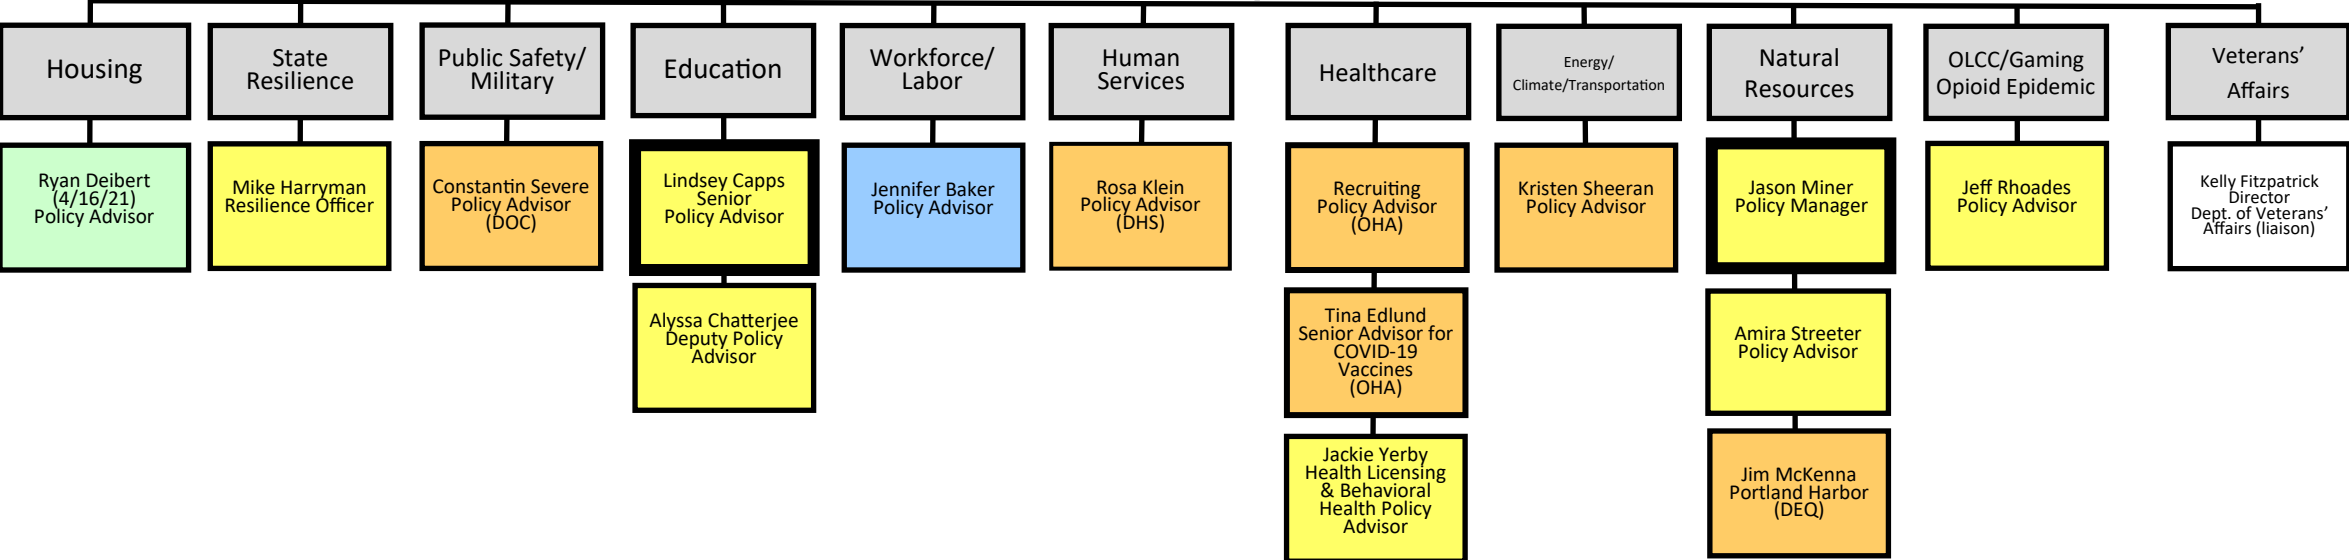 Housing
State
Resilience
Public Safety/
Military
Education
Workforce/
Labor
Human
Services
Healthcare
Energy/
Climate/Transportation
Natural
Resources
OLCC/Gaming
Opioid Epidemic
Veterans’
Affairs
Ryan Deibert
(4/16/21)
Policy Advisor
Mike Harryman
Resilience Officer
Constantin Severe
Policy Advisor
(DOC)
Lindsey Capps
Senior
Policy Advisor
Jennifer Baker
Policy Advisor
Rosa Klein
Policy Advisor
(DHS)
Recruiting
Policy Advisor
(OHA)
Kristen Sheeran
Policy Advisor
Jason Miner
Policy Manager
Jeff Rhoades
Policy Advisor
Kelly Fitzpatrick
Director
Dept. of Veterans’
Affairs (liaison)
Alyssa Chatterjee
Deputy Policy
Advisor
Tina Edlund
Senior Advisor for
COVID-19
Vaccines
(OHA)
Amira Streeter
Policy Advisor
Jackie Yerby
Health Licensing
& Behavioral
Health Policy
Advisor
Jim McKenna
Portland Harbor
(DEQ)